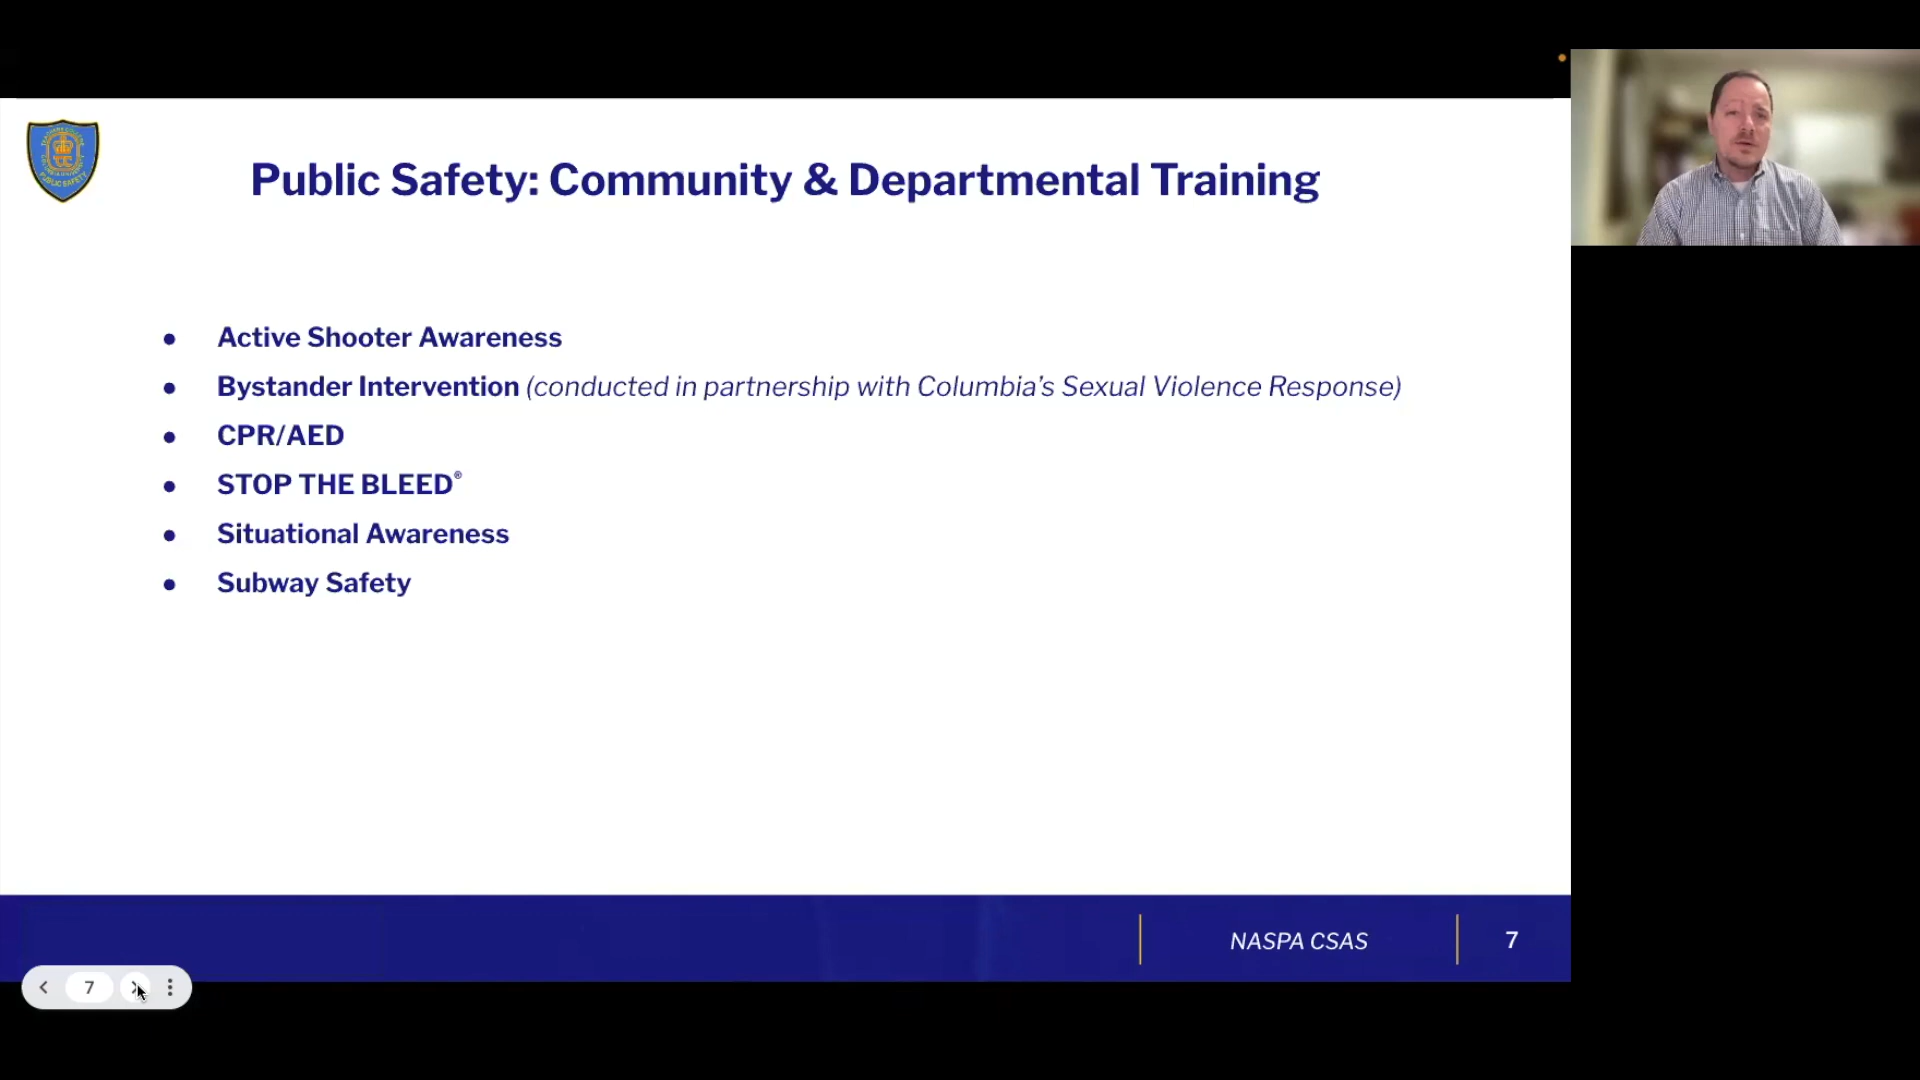 Public Safety: Community & Departmental Training
● Active Shooter Awareness
● Bystander Intervention (conducted in partnership with Columbia’s Sexual Violence Response)
● CPR/AED
● STOP THE BLEED®
● Situational Awareness
● Subway Safety
NASPA CSAS
7
7